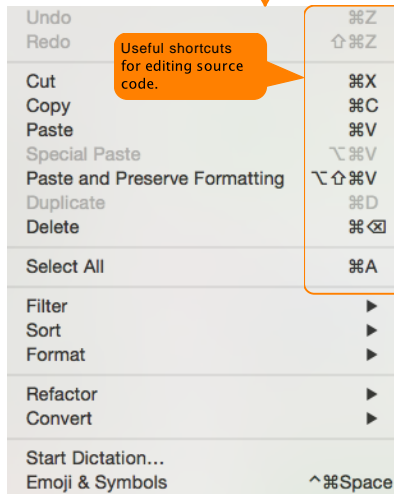 Undo ⌘Z
Redo ⇧⌘Z
Useful shortcuts
for editing source
code.
Cut ⌘X
Copy ⌘C
Paste ⌘V
Special Paste ⌥⌘V
Paste and Preserve Formatting ⌥⇧⌘V
Duplicate ⌘D
Delete ⌘⌫
Select All ⌘A
Filter ▶
Sort ▶
Format ▶
Refactor ▶
Convert ▶
Start Dictation...
Emoji & Symbols ^⌘Space